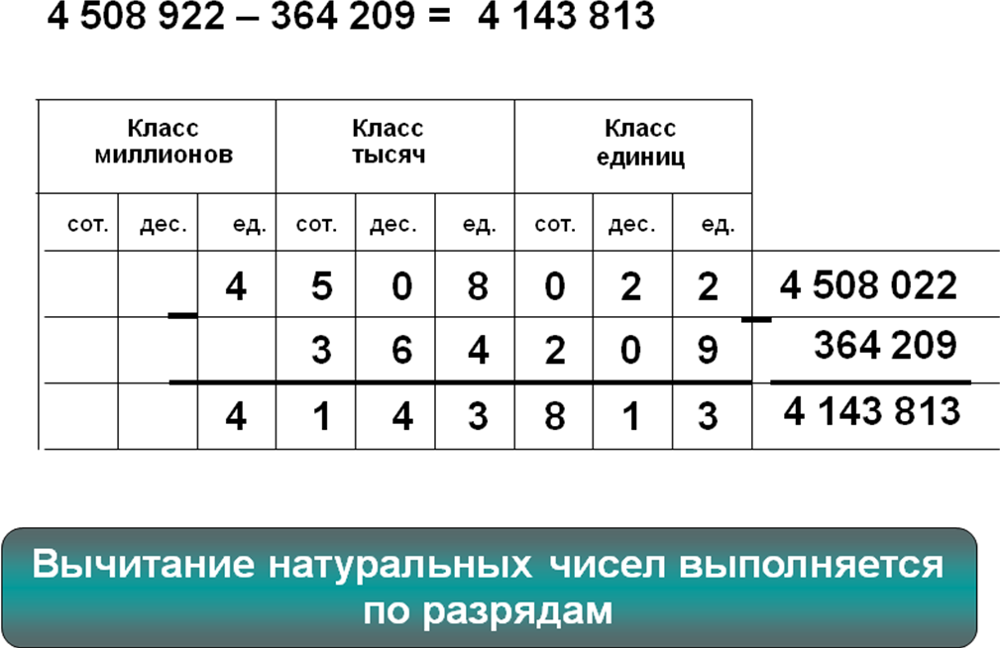 4 508 922 – 364 209 = 4 143 813
Класс миллионов Класс тысяч Класс единиц
сот. дес. ед. сот. дес. ед. сот. дес. ед.
4 5 0 8 0 2 2 4 508 022
– 3 6 4 2 0 9 – 364 209
4 1 4 3 8 1 3 4 143 813
Вычитание натуральных чисел выполняется
по разрядам